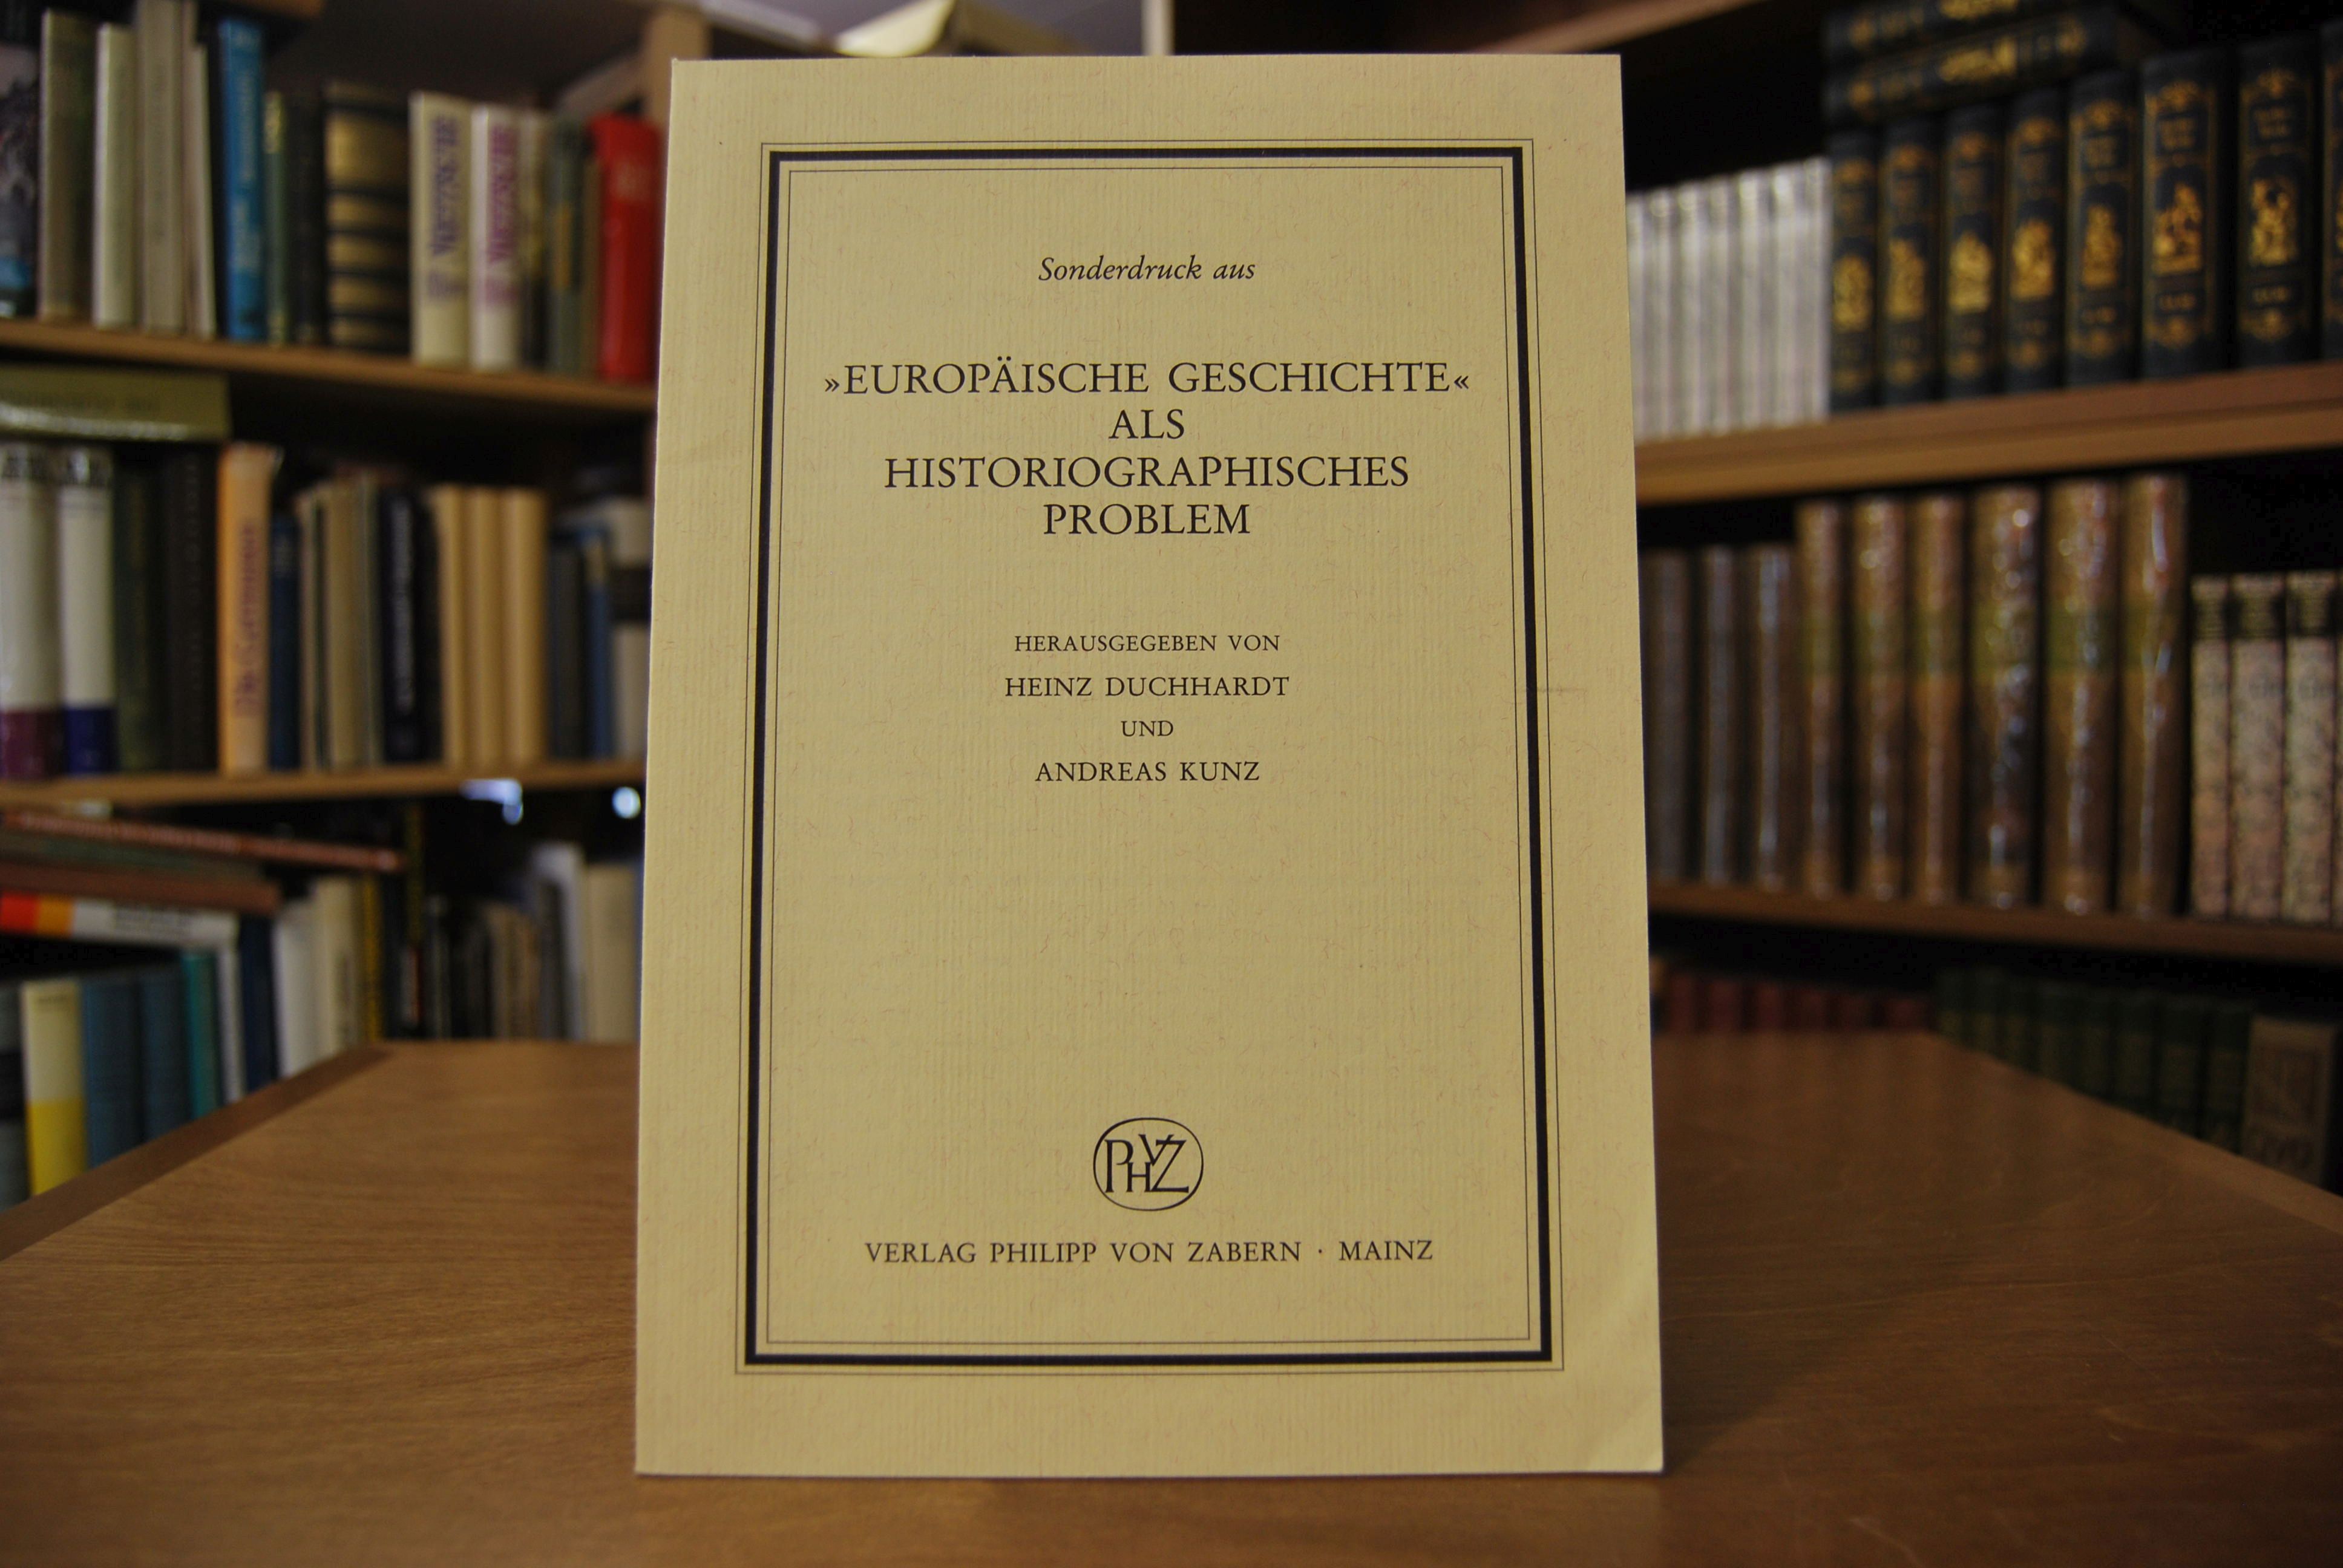 Sonderdruck aus
»EUROPÄISCHE GESCHICHTE«
ALS
HISTORIOGRAPHISCHES
PROBLEM
HERAUSGEGEBEN VON
HEINZ DUCHHARDT
UND
ANDREAS KUNZ
PHVZ
VERLAG PHILIPP VON ZABERN · MAINZ